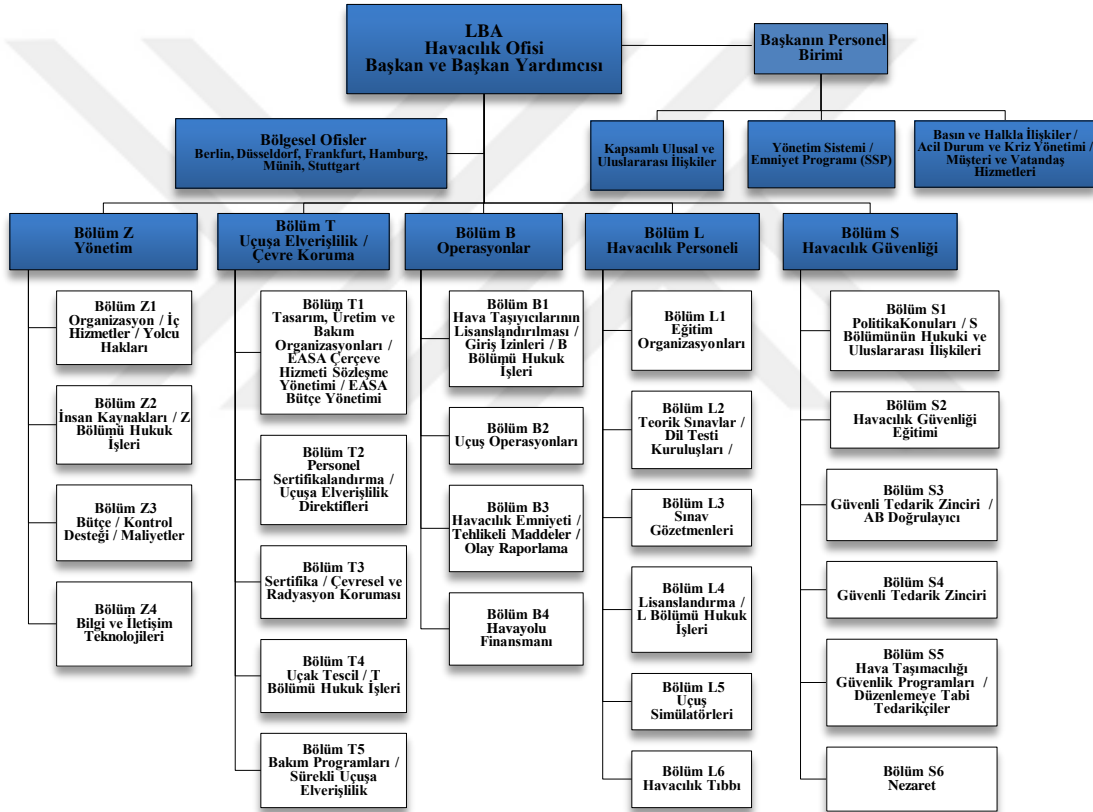 LBA
Havacılık Ofisi
Başkan ve Başkan Yardımcısı
Başkanın Personel
Birimi
Bölgesel Ofisler
Berlin, Düsseldorf, Frankfurt, Hamburg,
Münih, Stuttgart
Kapsamlı Ulusal ve
Uluslararası İlişkiler
Yönetim Sistemi /
Emniyet Programı (SSP)
Basın ve Halkla İlişkiler /
Acil Durum ve Kriz Yönetimi /
Müşteri ve Vatandaş
Hizmetleri
Bölüm Z
Yönetim
Bölüm Z1
Organizasyon / İç
Hizmetler / Yolcu
Hakları
Bölüm Z2
İnsan Kaynakları / Z
Bölümü Hukuk
İşleri
Bölüm Z3
Bütçe / Kontrol
Desteği / Maliyetler
Bölüm Z4
Bilgi ve İletişim
Teknolojileri
Bölüm T
Uçuşa Elverişlilik /
Çevre Koruma
Bölüm T1
Tasarım, Üretim ve
Bakım
Organizasyonları /
EASA Çerçeve
Hizmeti Sözleşme
Yönetimi / EASA
Bütçe Yönetimi
Bölüm T2
Personel
Sertifikalandırma /
Uçuşa Elverişlilik
Direktifleri
Bölüm T3
Sertifika / Çevresel ve
Radyasyon Koruması
Bölüm T4
Uçak Tescil / T
Bölümü Hukuk İşleri
Bölüm T5
Bakım Programları /
Sürekli Uçuşa
Elverişlilik
Bölüm B
Operasyonlar
Bölüm B1
Hava Taşıyıcılarının
Lisanslandırılması /
Giriş İzinleri / B
Bölümü Hukuk
İşleri
Bölüm B2
Uçuş Operasyonları
Bölüm B3
Havacılık Emniyeti /
Tehlikeli Maddeler /
Olay Raporlama
Bölüm B4
Havayolu
Finansmanı
Bölüm L
Havacılık Personeli
Bölüm L1
Eğitim
Organizasyonları
Bölüm L2
Teorik Sınavlar /
Dil Testi
Kuruluşları /
Bölüm L3
Sınav
Gözetmenleri
Bölüm L4
Lisanslandırma /
L Bölümü Hukuk
İşleri
Bölüm L5
Uçuş
Simülatörleri
Bölüm L6
Havacılık Tıbbı
Bölüm S
Havacılık Güvenliği
Bölüm S1
PolitikaKonuları / S
Bölümünün Hukuki ve
Uluslararası İlişkileri
Bölüm S2
Havacılık Güvenliği
Eğitimi
Bölüm S3
Güvenli Tedarik Zinciri /
AB Doğrulayıcı
Bölüm S4
Güvenli Tedarik Zinciri
Bölüm S5
Hava Taşımacılığı
Güvenlik Programları /
Düzenlemeye Tabi
Tedarikçiler
Bölüm S6
Nezaret